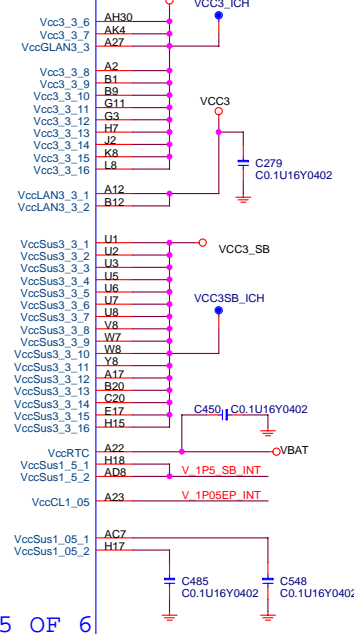 VCC3_ICH
Vcc3_3_6 AH30
Vcc3_3_7 AK4
VccGLAN3_3 A27
Vcc3_3_8 A2
Vcc3_3_9 B1
Vcc3_3_10 B9
Vcc3_3_11 G11
Vcc3_3_12 G3
Vcc3_3_13 H7
Vcc3_3_14 J2
Vcc3_3_15 K8
Vcc3_3_16 L8
VCC3
C279
C0.1U16Y0402
VccLAN3_3_1 A12
VccLAN3_3_2 B12
VccSus3_3_1 U1
VccSus3_3_2 U2
VccSus3_3_3 U3
VccSus3_3_4 U5
VccSus3_3_5 U6
VccSus3_3_6 U7
VccSus3_3_7 U8
VccSus3_3_8 V8
VccSus3_3_9 W7
VccSus3_3_10 W8
VccSus3_3_11 Y8
VccSus3_3_12 A17
VccSus3_3_13 B20
VccSus3_3_14 C20
VccSus3_3_15 E17
VccSus3_3_16 H15
VCC3_SB
VCC3SB_ICH
C450 C0.1U16Y0402
VccRTC A22 VBAT
VccSus1_5_1 H18
VccSus1_5_2 AD8 V_1P5_SB_INT
VccCL1_05 A23 V_1P05EP_INT
VccSus1_05_1 AC7
VccSus1_05_2 H17
C485 C548
C0.1U16Y0402 C0.1U16Y0402
5 OF 6